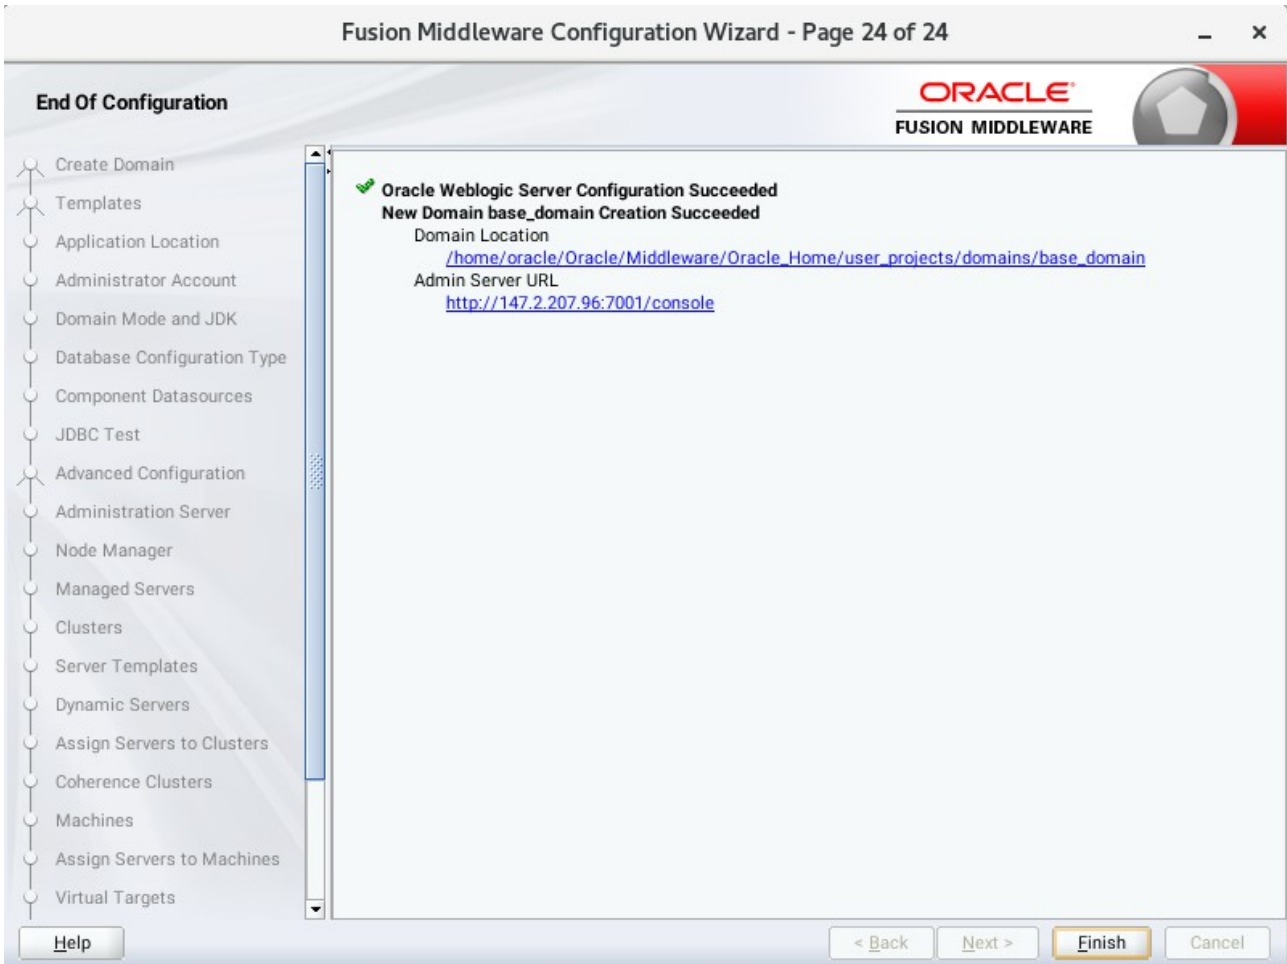 Fusion Middleware Configuration Wizard - Page 24 of 24
End Of Configuration
ORACLE
FUSION MIDDLEWARE
Create Domain
Templates
Application Location
Administrator Account
Domain Mode and JDK
Database Configuration Type
Component Datasources
JDBC Test
Advanced Configuration
Administration Server
Node Manager
Managed Servers
Clusters
Server Templates
Dynamic Servers
Assign Servers to Clusters
Coherence Clusters
Machines
Assign Servers to Machines
Virtual Targets
Oracle Weblogic Server Configuration Succeeded
New Domain base_domain Creation Succeeded
Domain Location
/home/oracle/Oracle/Middleware/Oracle_Home/user_projects/domains/base_domain
Admin Server URL
http://147.2.207.96:7001/console
Help
< Back
Next >
Finish
Cancel